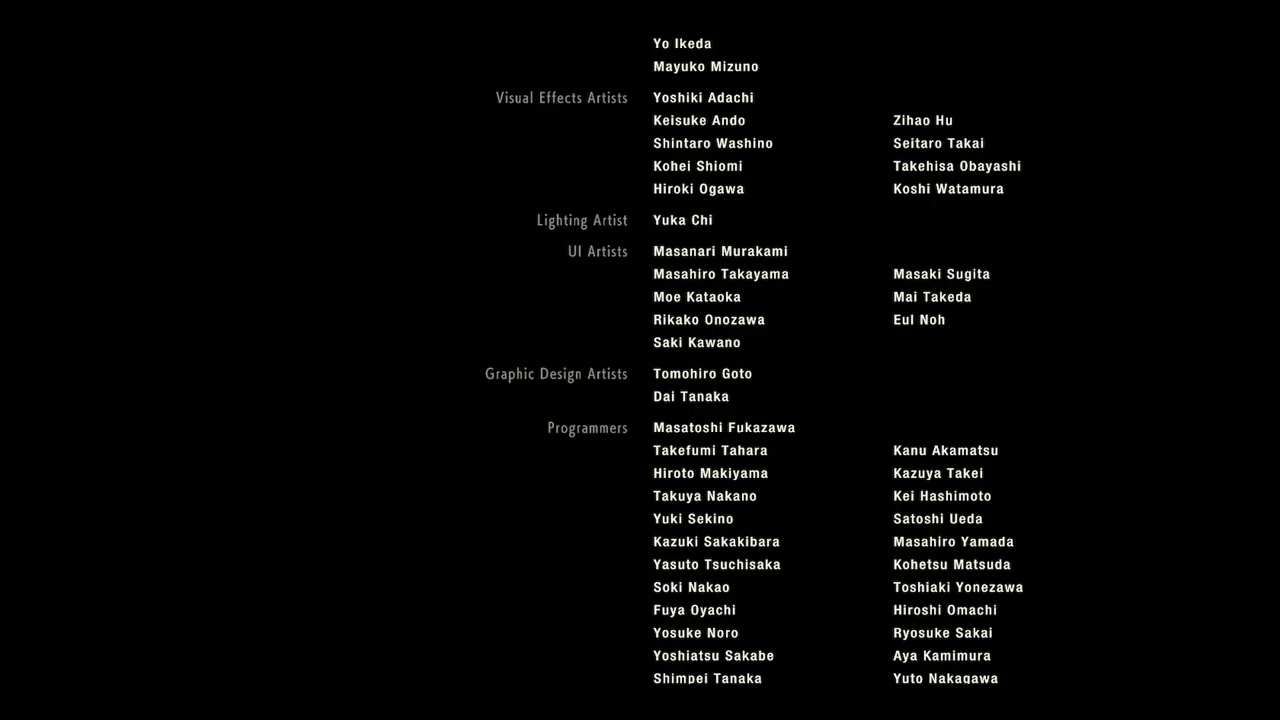 Yo Ikeda
Mayuko Mizuno
Visual Effects Artists Yoshiki Adachi
Keisuke Ando Zihao Hu
Shintaro Washino Seitaro Takai
Kohei Shiomi Takehisa Obayashi
Hiroki Ogawa Koshi Watamura
Lighting Artist Yuka Chi
UI Artists Masanari Murakami
Masahiro Takayama Masaki Sugita
Moe Kataoka Mai Takeda
Rikako Onozawa Eul Noh
Saki Kawano
Graphic Design Artists Tomohiro Goto
Dai Tanaka
Programmers Masatoshi Fukazawa
Takefumi Tahara Kanu Akamatsu
Hiroto Makiyama Kazuya Takei
Takuya Nakano Kei Hashimoto
Yuki Sekino Satoshi Ueda
Kazuki Sakakibara Masahiro Yamada
Yasuto Tsuchisaka Kohetsu Matsuda
Soki Nakao Toshiaki Yonezawa
Fuya Oyachi Hiroshi Omachi
Yosuke Noro Ryosuke Sakai
Yoshiatsu Sakabe Aya Kamimura
Shimpei Tanaka Yuto Nakagawa